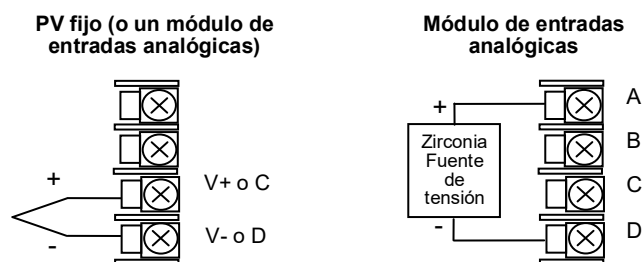 PV fijo (o un módulo de
entradas analógicas)
+
V+ o C
-
V- o D
Módulo de entradas
analógicas
+
A
Zirconia
Fuente
de
tensión
B
C
-
D